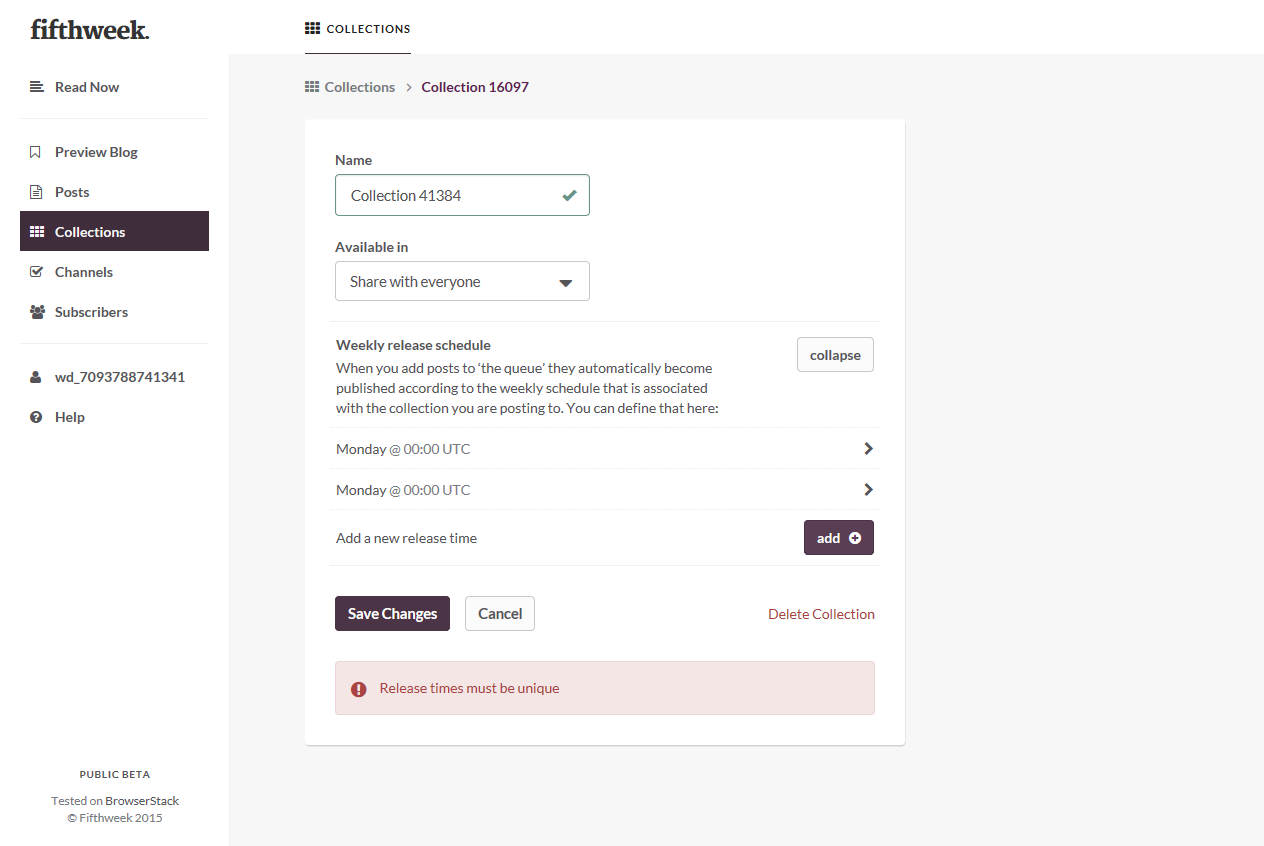 fifthweek.
COLLECTIONS
Read Now
Preview Blog
Posts
Collections
Channels
Subscribers
wd_7093788741341
Help
PUBLIC BETA
Tested on BrowserStack
© Fifthweek 2015
Collections > Collection 16097
Name
Collection 41384
Available in
Share with everyone
Weekly release schedule
collapse
When you add posts to ‘the queue’ they automatically become
published according to the weekly schedule that is associated
with the collection you are posting to. You can define that here:
Monday @ 00:00 UTC
Monday @ 00:00 UTC
Add a new release time
add
Save Changes
Cancel
Delete Collection
Release times must be unique